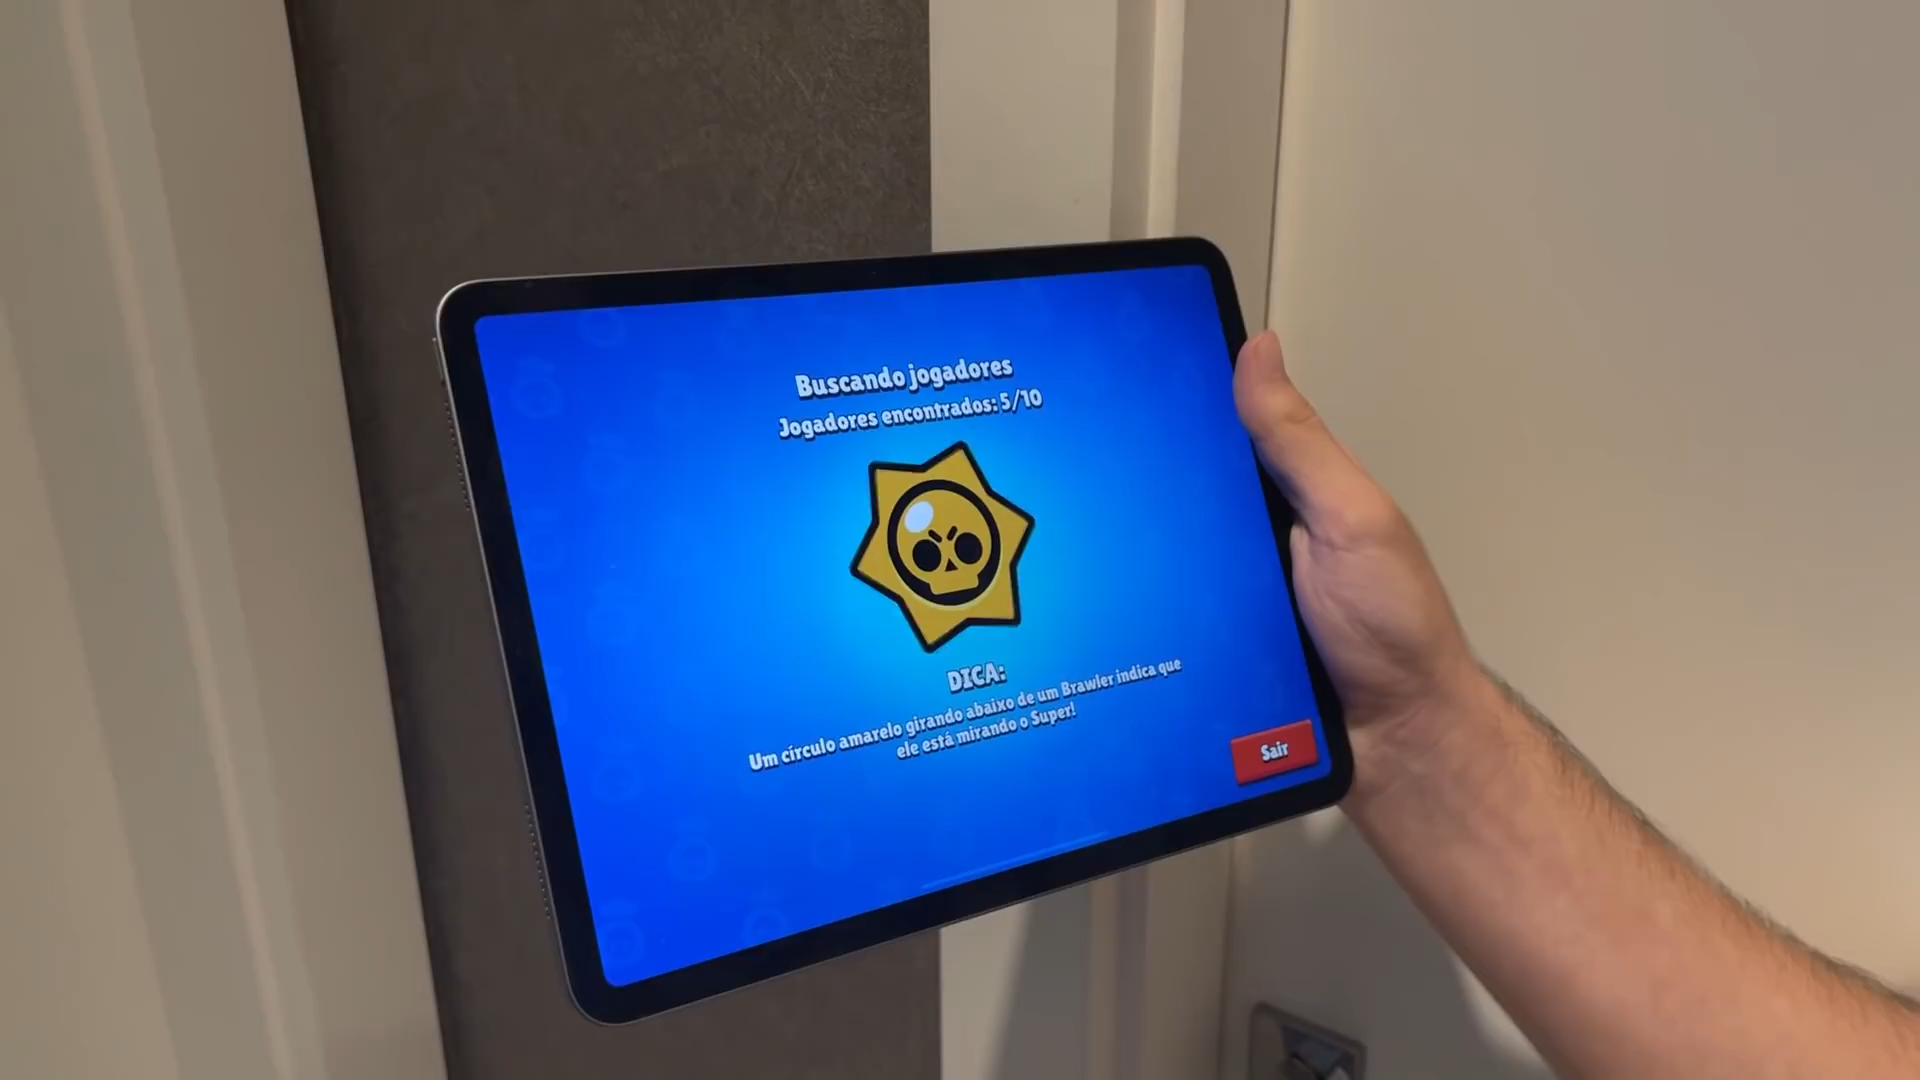 Buscando jogadores
Jogadores encontrados: 5/10
DICA:
Um círculo amarelo girando abaixo de um Brawler indica que
ele está mirando o Super!
Sair